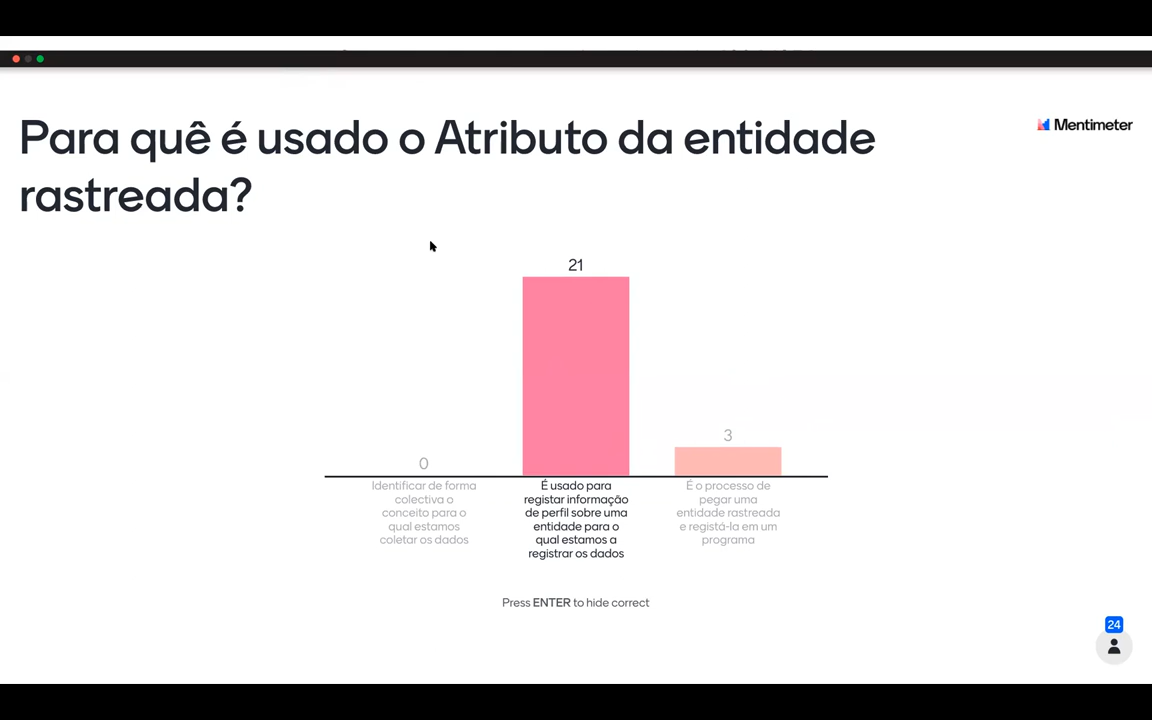 Para quê é usado o Atributo da entidade
rastreada?
Mentimeter
21
3
0
Identificar de forma
colectiva o
conceito para o
qual estamos
coletar os dados
É usado para
registar informação
de perfil sobre uma
entidade para o
qual estamos a
registrar os dados
É o processo de
pegar uma
entidade rastreada
e registá-la em um
programa
Press ENTER to hide correct
24